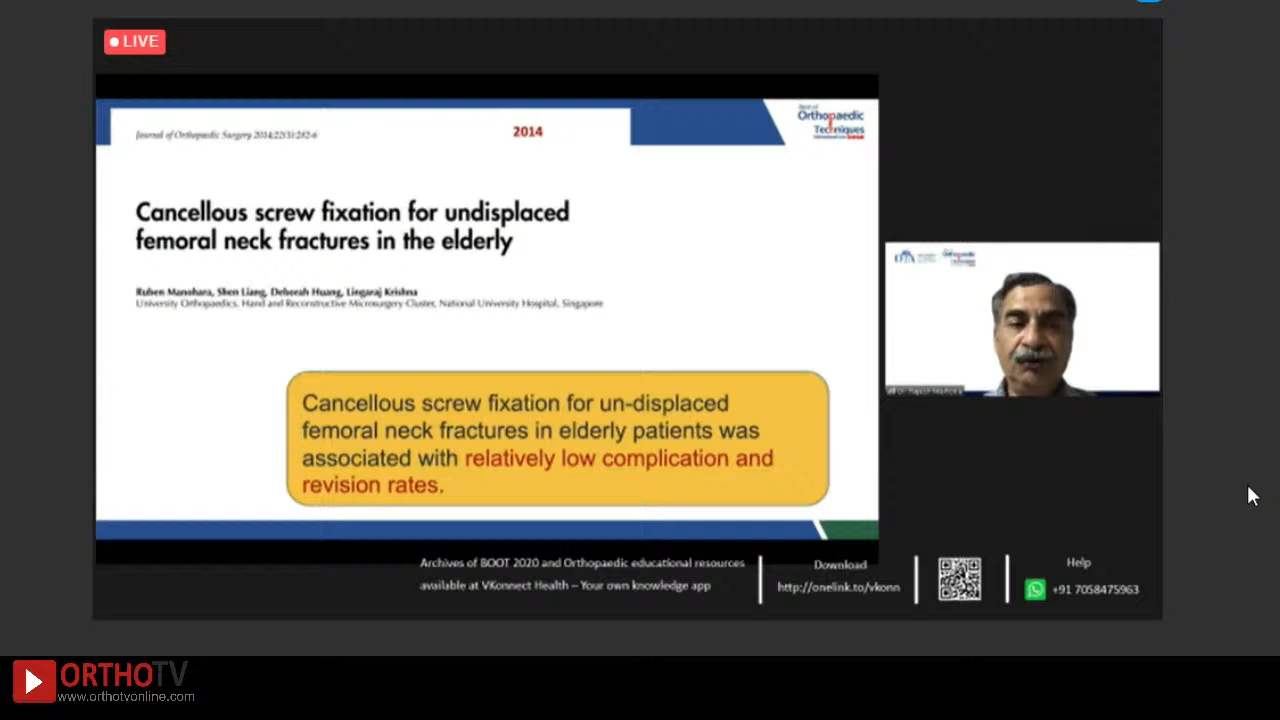 LIVE
Journal of Orthopaedic Surgery 2014;22(3):282-6
2014
Best of
Orthopaedic
Techniques
Cancellous screw fixation for undisplaced
femoral neck fractures in the elderly
Ruben Manohara, Shen Liang, Deborah Huang, Lingaraj Krishna
University Orthopaedics, Hand and Reconstructive Microsurgery Cluster, National University Hospital, Singapore
Cancellous screw fixation for un-displaced
femoral neck fractures in elderly patients was
associated with relatively low complication and
revision rates.
Archives of BOOT 2020 and Orthopaedic educational resources
available at VKonnect Health – Your own knowledge app
Download
http://onelink.to/vkonn
Help
+91 7058475963
ORTHOTV
www.orthotvonline.com